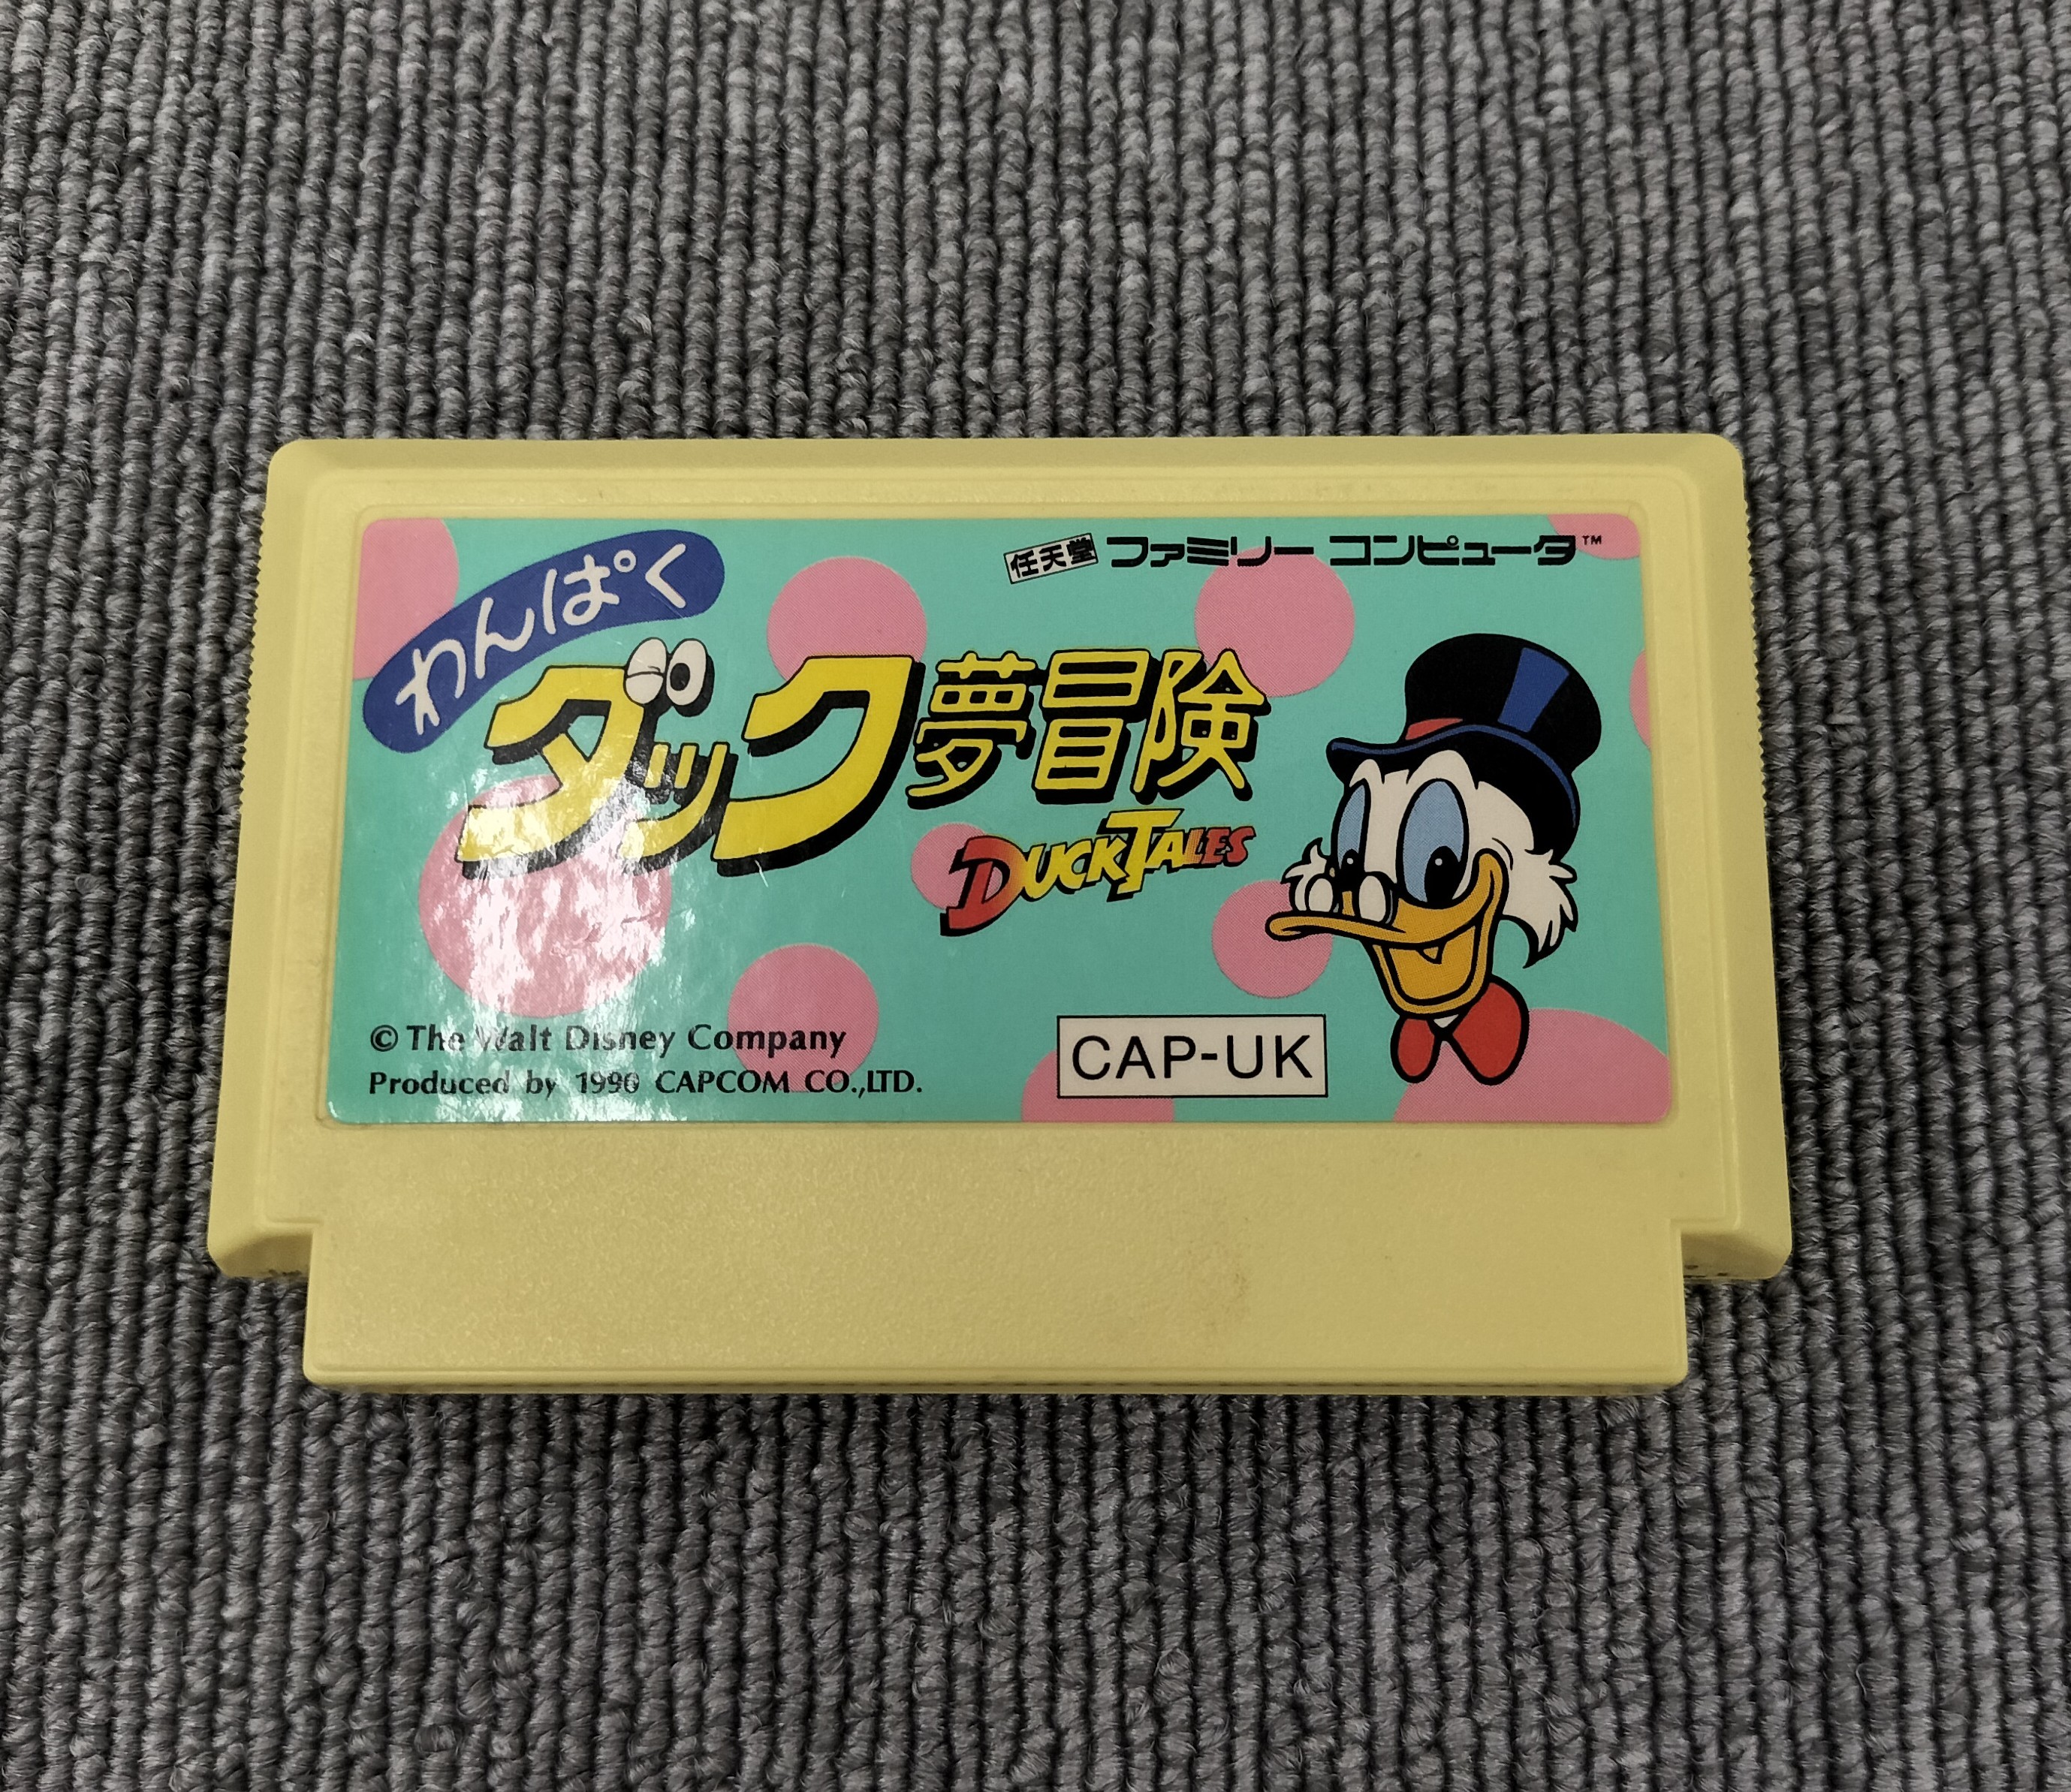 任天堂 ファミリー コンピュータ™
わんぱく
ダック夢冒険
DUCKTALES
© The Walt Disney Company
Produced by 1990 CAPCOM CO.,LTD.
CAP-UK